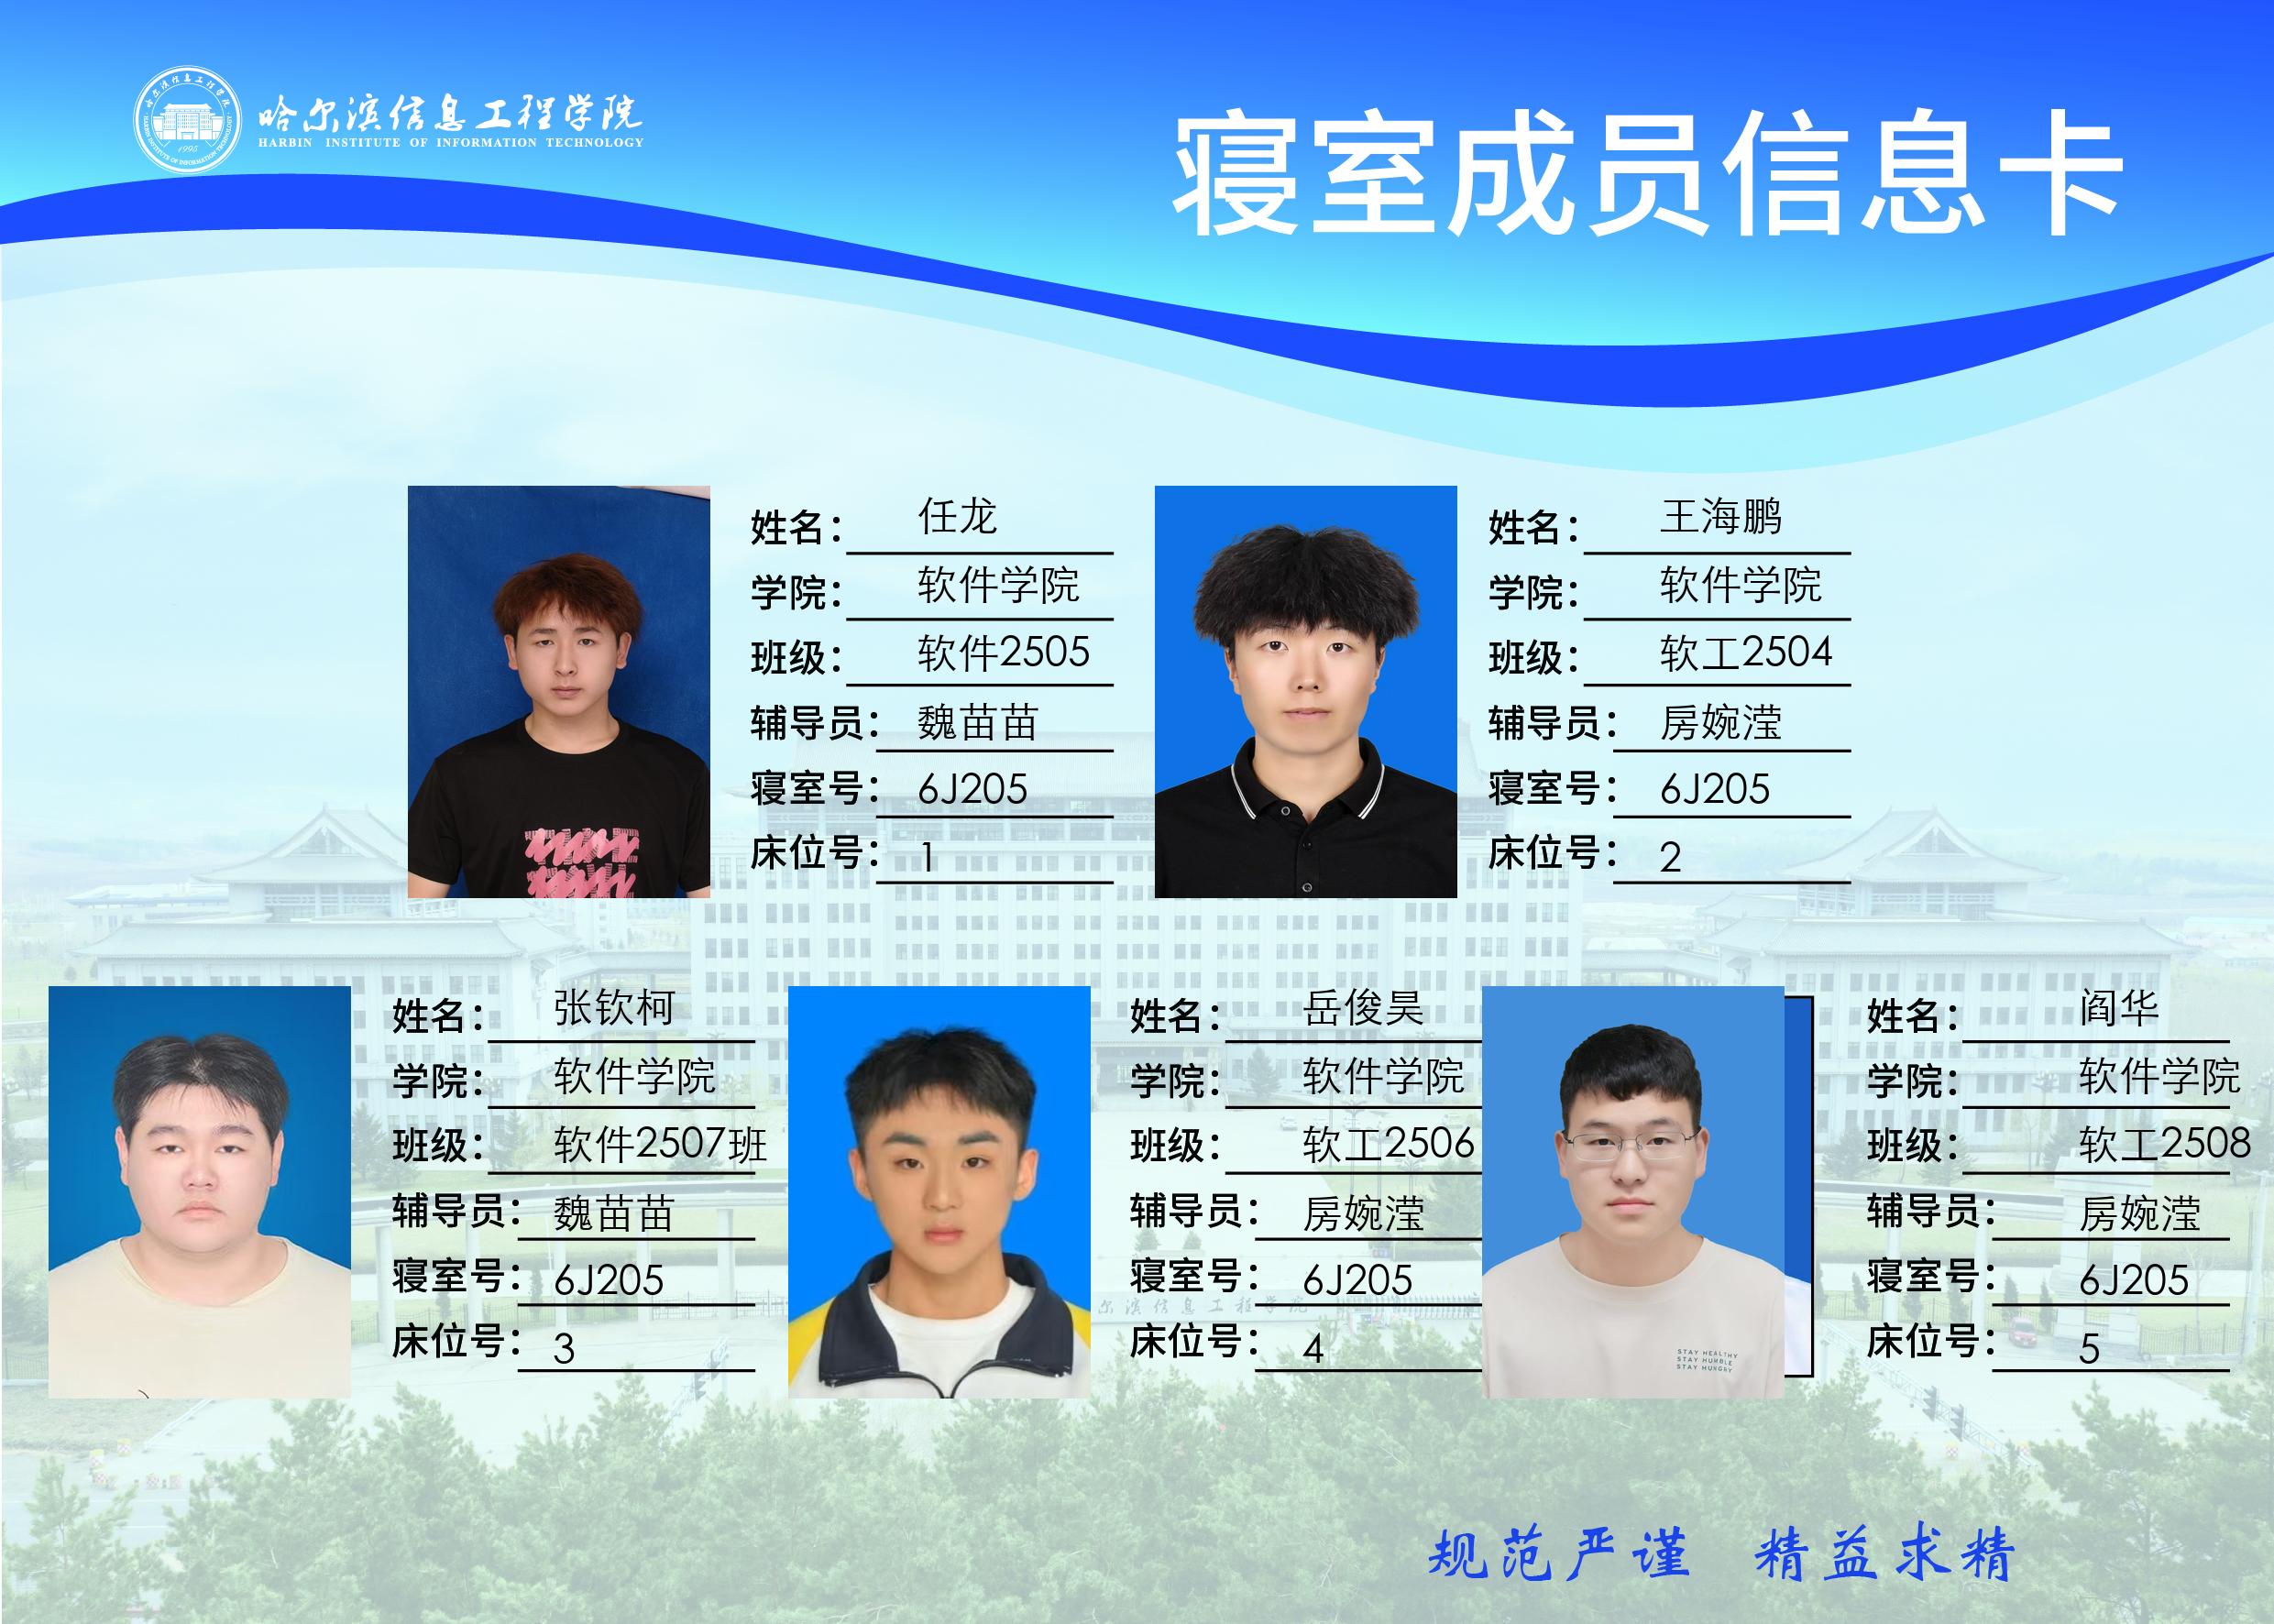 哈尔滨信息工程学院
HARBIN INSTITUTE OF INFORMATION TECHNOLOGY
1995
寝室成员信息卡
姓名： 任龙
学院： 软件学院
班级： 软件2505
辅导员： 魏苗苗
寝室号： 6J205
床位号： 1
姓名： 王海鹏
学院： 软件学院
班级： 软工2504
辅导员： 房婉滢
寝室号： 6J205
床位号： 2
姓名： 张钦柯
学院： 软件学院
班级： 软件2507班
辅导员： 魏苗苗
寝室号： 6J205
床位号： 3
姓名： 岳俊昊
学院： 软件学院
班级： 软工2506
辅导员： 房婉滢
寝室号： 6J205
床位号： 4
STAY HEALTHY
STAY HUMBLE
STAY HUNGRY
姓名： 阎华
学院： 软件学院
班级： 软工2508
辅导员： 房婉滢
寝室号： 6J205
床位号： 5
尔滨信息工程学院
规范严谨 精益求精